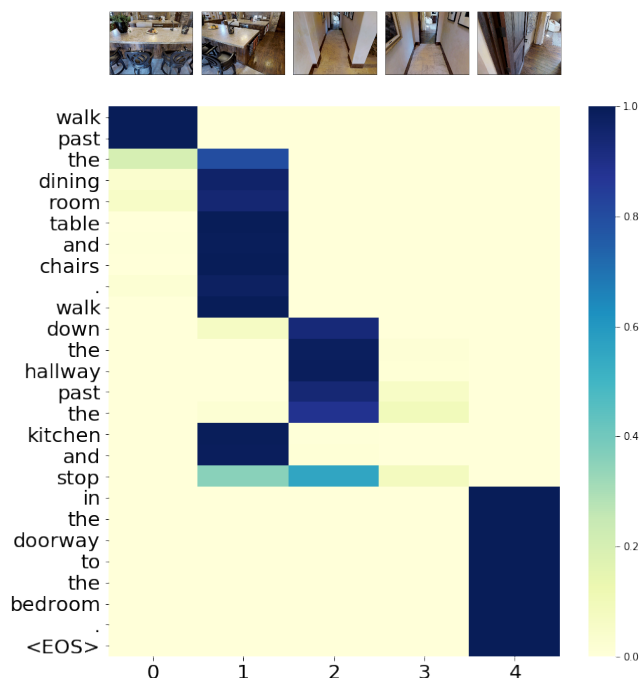 walk
past
the
dining
room
table
and
chairs
.
walk
down
the
hallway
past
the
kitchen
and
stop
in
the
doorway
to
the
bedroom
.
<EOS>
0 1 2 3 4
1.0
0.8
0.6
0.4
0.2
0.0